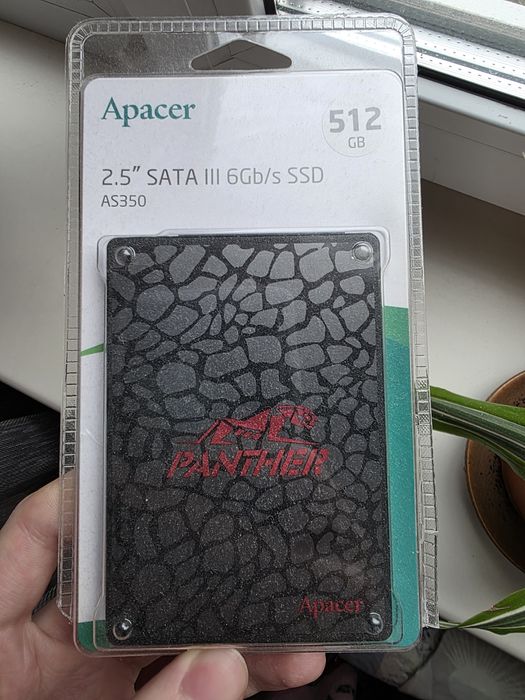 Apacer
512
GB
2.5" SATA III 6Gb/s SSD
AS350
PANTHER
Apacer